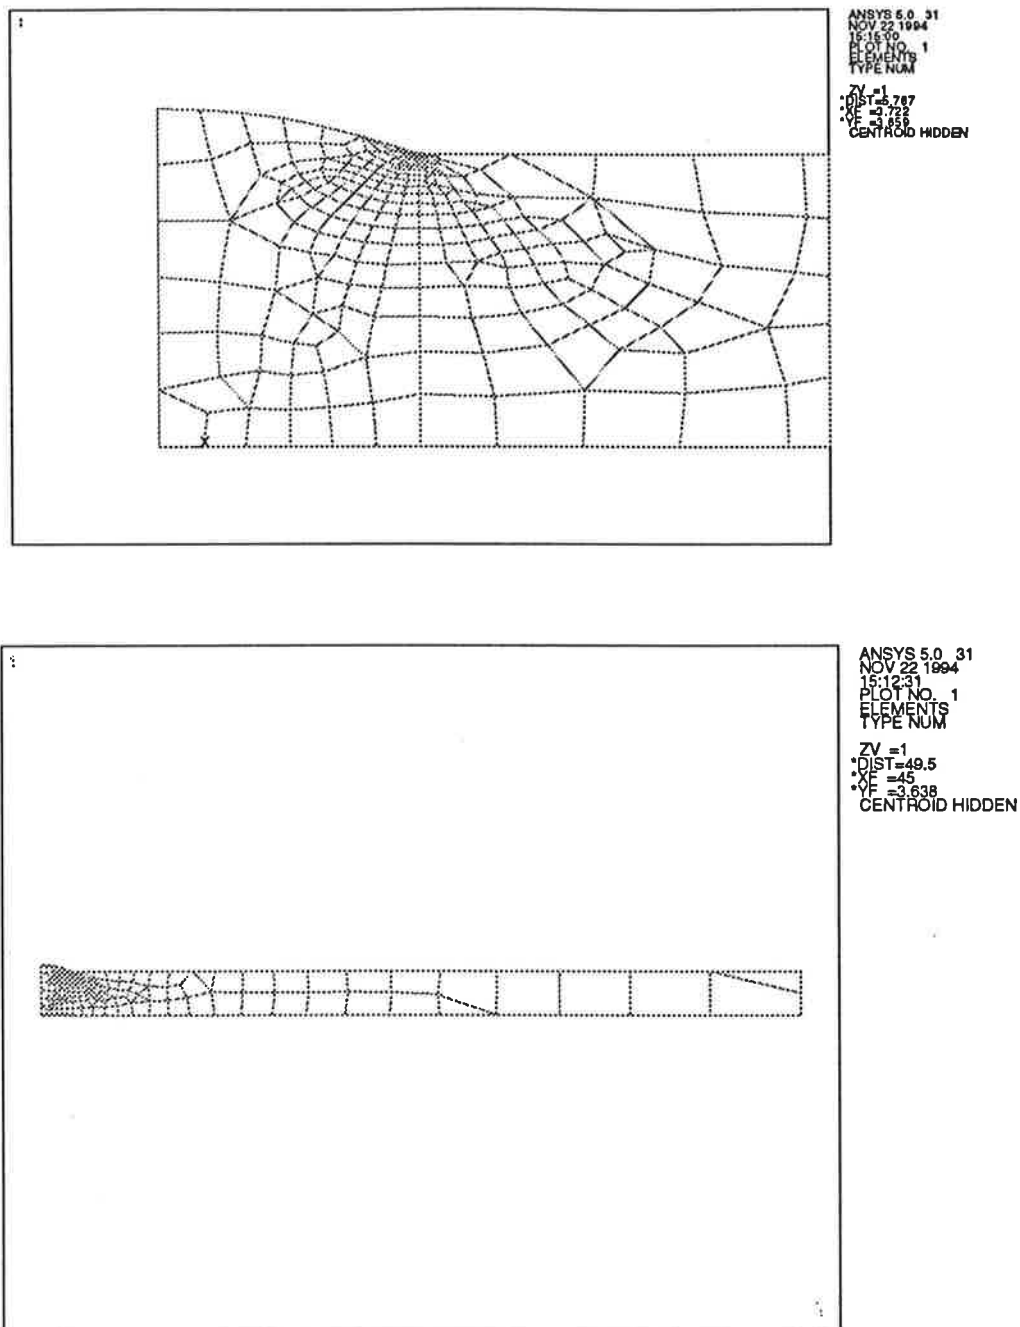 ANSYS 5.0 31
NOV 22 1994
15:15:00
PLOT NO. 1
ELEMENTS
TYPE NUM
ZV =1
*DIST=5.767
*XF =3.722
*YF =3.659
CENTROID HIDDEN
X
ANSYS 5.0 31
NOV 22 1994
15:12:31
PLOT NO. 1
ELEMENTS
TYPE NUM
ZV =1
*DIST=49.5
*XF =45
*YF =3.638
CENTROID HIDDEN